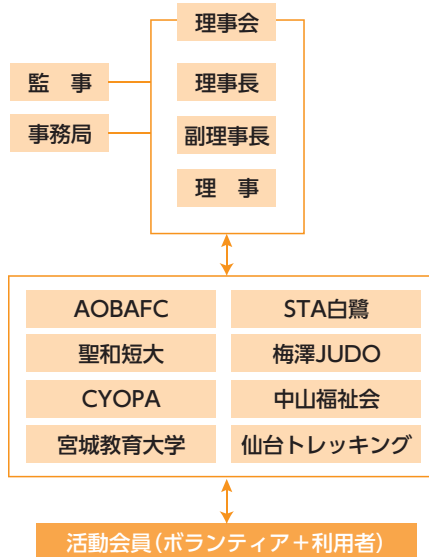 理事会
監　事
理事長
事務局
副理事長
理　事
AOBAFC
STA白鷺
聖和短大
梅澤JUDO
CYOPA
中山福祉会
宮城教育大学
仙台トレッキング
活動会員(ボランティア＋利用者)